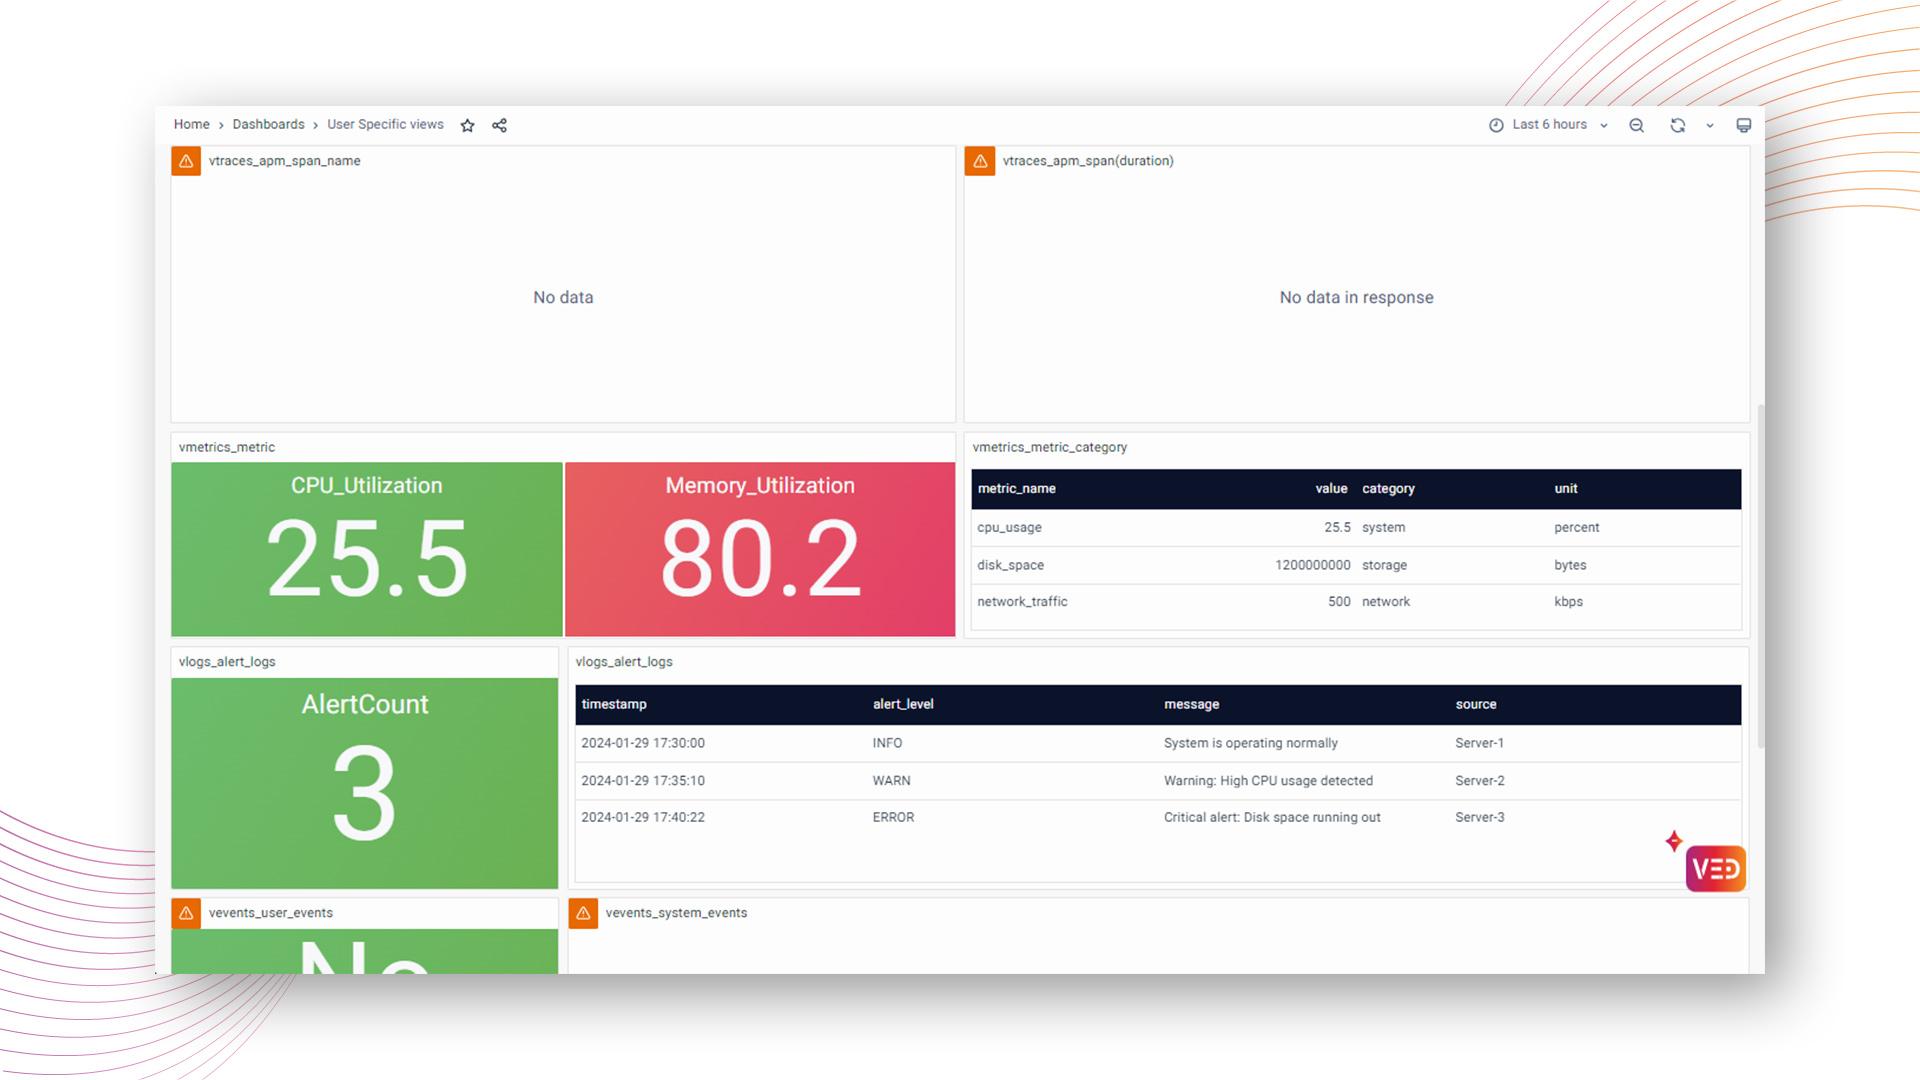 Home › Dashboards › User Specific views
Last 6 hours
vtraces_apm_span_name
No data
vtraces_apm_span(duration)
No data in response
vmetrics_metric
CPU_Utilization
25.5
Memory_Utilization
80.2
vmetrics_metric_category
metric_name value category unit
cpu_usage 25.5 system percent
disk_space 1200000000 storage bytes
network_traffic 500 network kbps
vlogs_alert_logs
AlertCount
3
vlogs_alert_logs
timestamp alert_level message source
2024-01-29 17:30:00 INFO System is operating normally Server-1
2024-01-29 17:35:10 WARN Warning: High CPU usage detected Server-2
2024-01-29 17:40:22 ERROR Critical alert: Disk space running out Server-3
VED
vevents_user_events
No
vevents_system_events